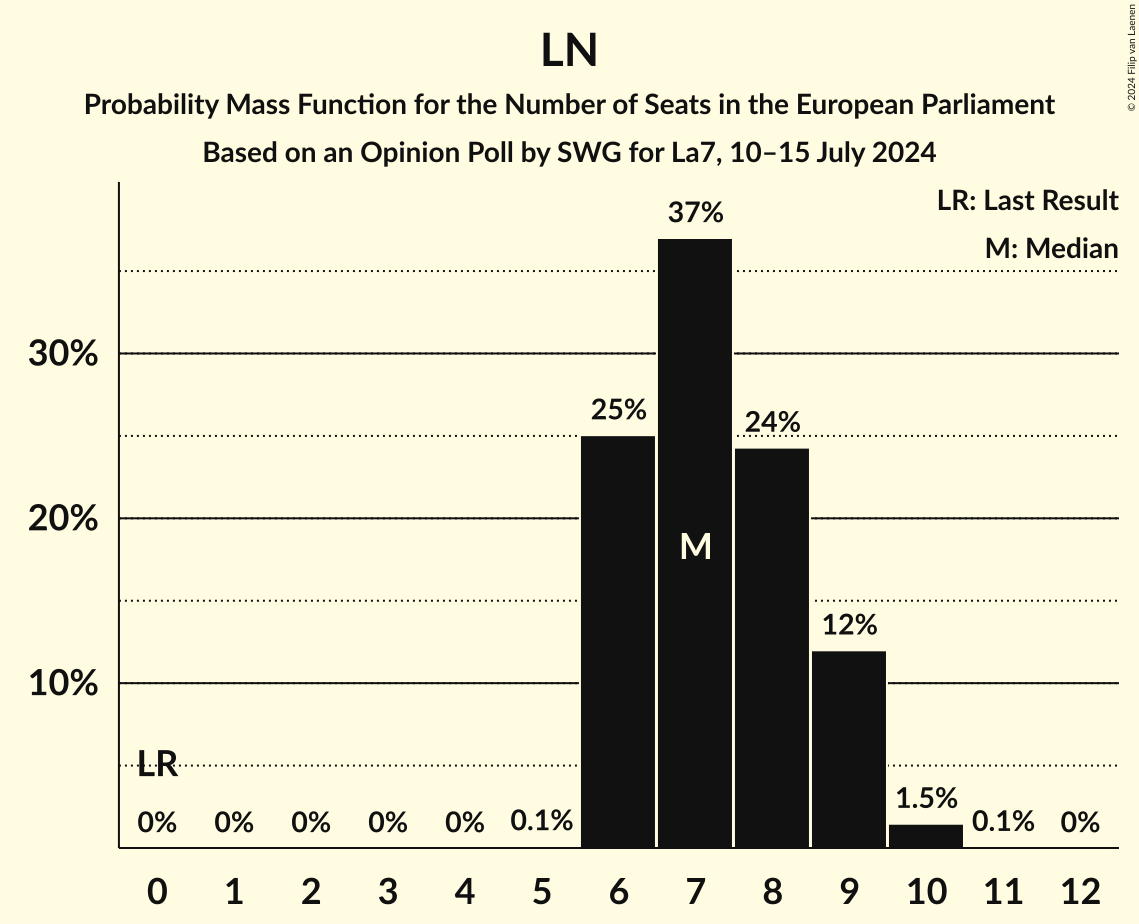 © 2024 Filip van Laenen
LN
Probability Mass Function for the Number of Seats in the European Parliament
Based on an Opinion Poll by SWG for La7, 10–15 July 2024
LR: Last Result
M: Median
37%
30%
25%
24%
20%
M
12%
10%
LR
1.5%
0% 0% 0% 0% 0% 0.1% 0.1% 0%
0 1 2 3 4 5 6 7 8 9 10 11 12